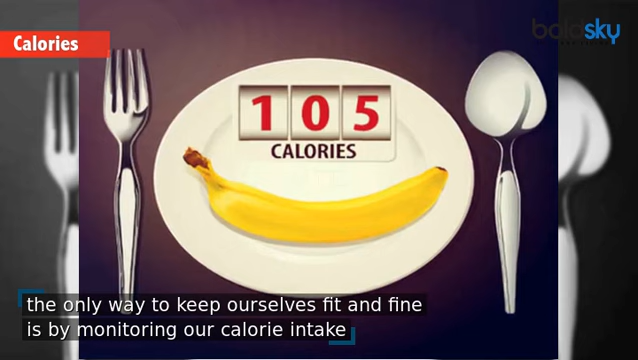 boldsky
Calories
105
CALORIES
the only way to keep ourselves fit and fine
is by monitoring our calorie intake